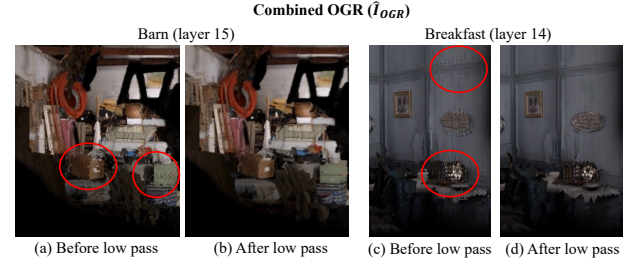 Combined OGR (Î_OGR)
Barn (layer 15)
Breakfast (layer 14)
(a) Before low pass
(b) After low pass
(c) Before low pass
(d) After low pass